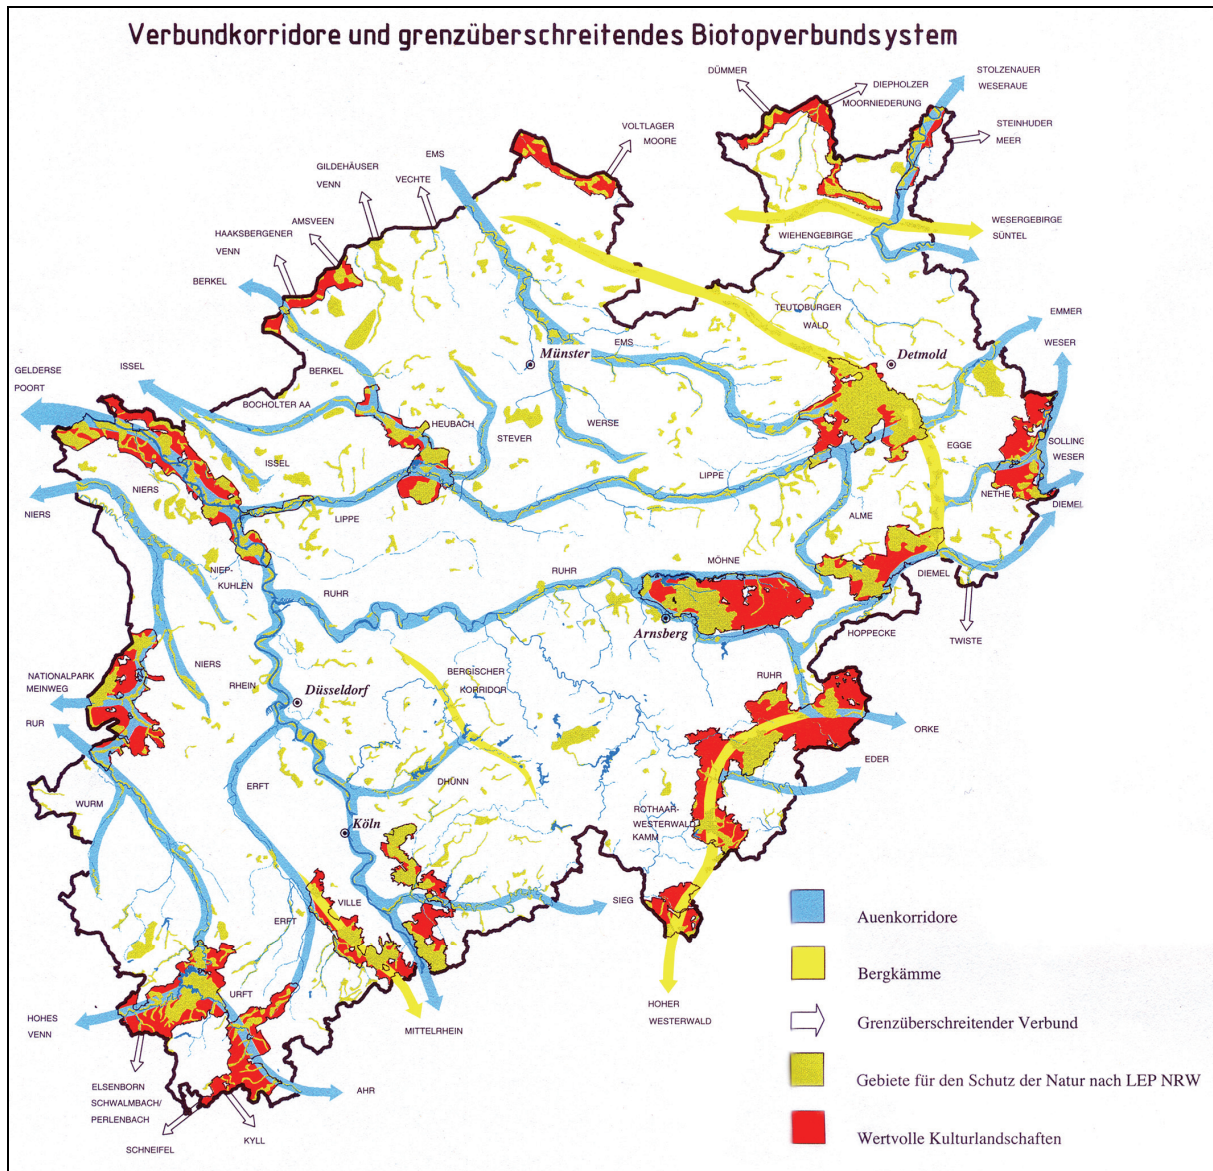 Verbundkorridore und grenzüberschreitendes Biotopverbundsystem
DÜMMER
DIEPHOLZER
MOORNIEDERUNG
STOLZENAUER
WESERAUE
STEINHUDER
MEER
VOLTLAGER
MOORE
EMS
GILDEHÄUSER
VENN
VECHTE
AMSVEEN
HAAKSBERGENER
VENN
BERKEL
WESERGEBIRGE
SÜNTEL
WIEHENGEBIRGE
TEUTOBURGER
WALD
EMMER
WESER
Münster
EMS
Detmold
ISSEL
GELDERSE
POORT
BERKEL
BOCHOLTER AA
HEUBACH
STEVER
WERSE
EGGE
SOLLING
WESER
ISSEL
LIPPE
NIERS
NETHE
DIEMEL
NIERS
LIPPE
ALME
NIEP-
KUHLEN
RUHR
RUHR
MÖHNE
DIEMEL
Arnsberg
HOPPECKE
TWISTE
NIERS
RHEIN
BERGISCHER
KORRIDOR
RUHR
NATIONALPARK
MEINWEG
Düsseldorf
RUR
ORKE
EDER
ERFT
DHÜNN
WURM
ROTHAAR-
WESTERWALD
KAMM
Köln
VILLE
SIEG
ERFT
Auenkorridore
Bergkämme
URFT
HOHES
VENN
MITTELRHEIN
HOHER
WESTERWALD
Grenzüberschreitender Verbund
ELSENBORN
SCHWALMBACH/
PERLENBACH
AHR
Gebiete für den Schutz der Natur nach LEP NRW
SCHNEIFEL
KYLL
Wertvolle Kulturlandschaften